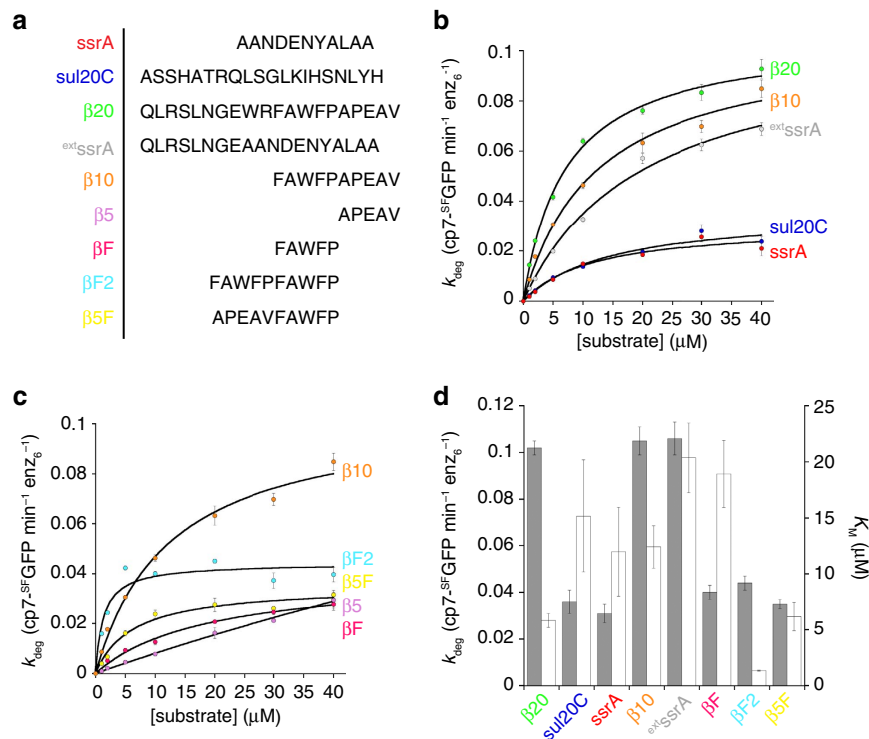 a
ssrA AANDENYALAA
sul20C ASSHATRQLSGLKIHSNLYH
β20 QLRSLNGEWRFAWFPAPEAV
extssrA QLRSLNGEAANDENYALAA
β10 FAWFPAPEAV
β5 APEAV
βF FAWFP
βF2 FAWFPFAWFP
β5F APEAVFAWFP
b
kdeg (cp7-SFGFP min-1 enz6-1)
0.1
0.08
0.06
0.04
0.02
0
0 5 10 15 20 25 30 35 40
[substrate] (μM)
β20
β10
extssrA
sul20C
ssrA
c
kdeg (cp7-SFGFP min−1 enz6−1)
0.1
0.08
0.06
0.04
0.02
0
0 5 10 15 20 25 30 35 40
[substrate] (μM)
β10
βF2
β5F
β5
βF
d
kdeg (cp7-SFGFP min−1 enz6−1)
0.12
0.1
0.08
0.06
0.04
0.02
0
25
20
15
10
5
0
KM (μM)
β20 sul20C ssrA β10 extssrA βF βF2 β5F